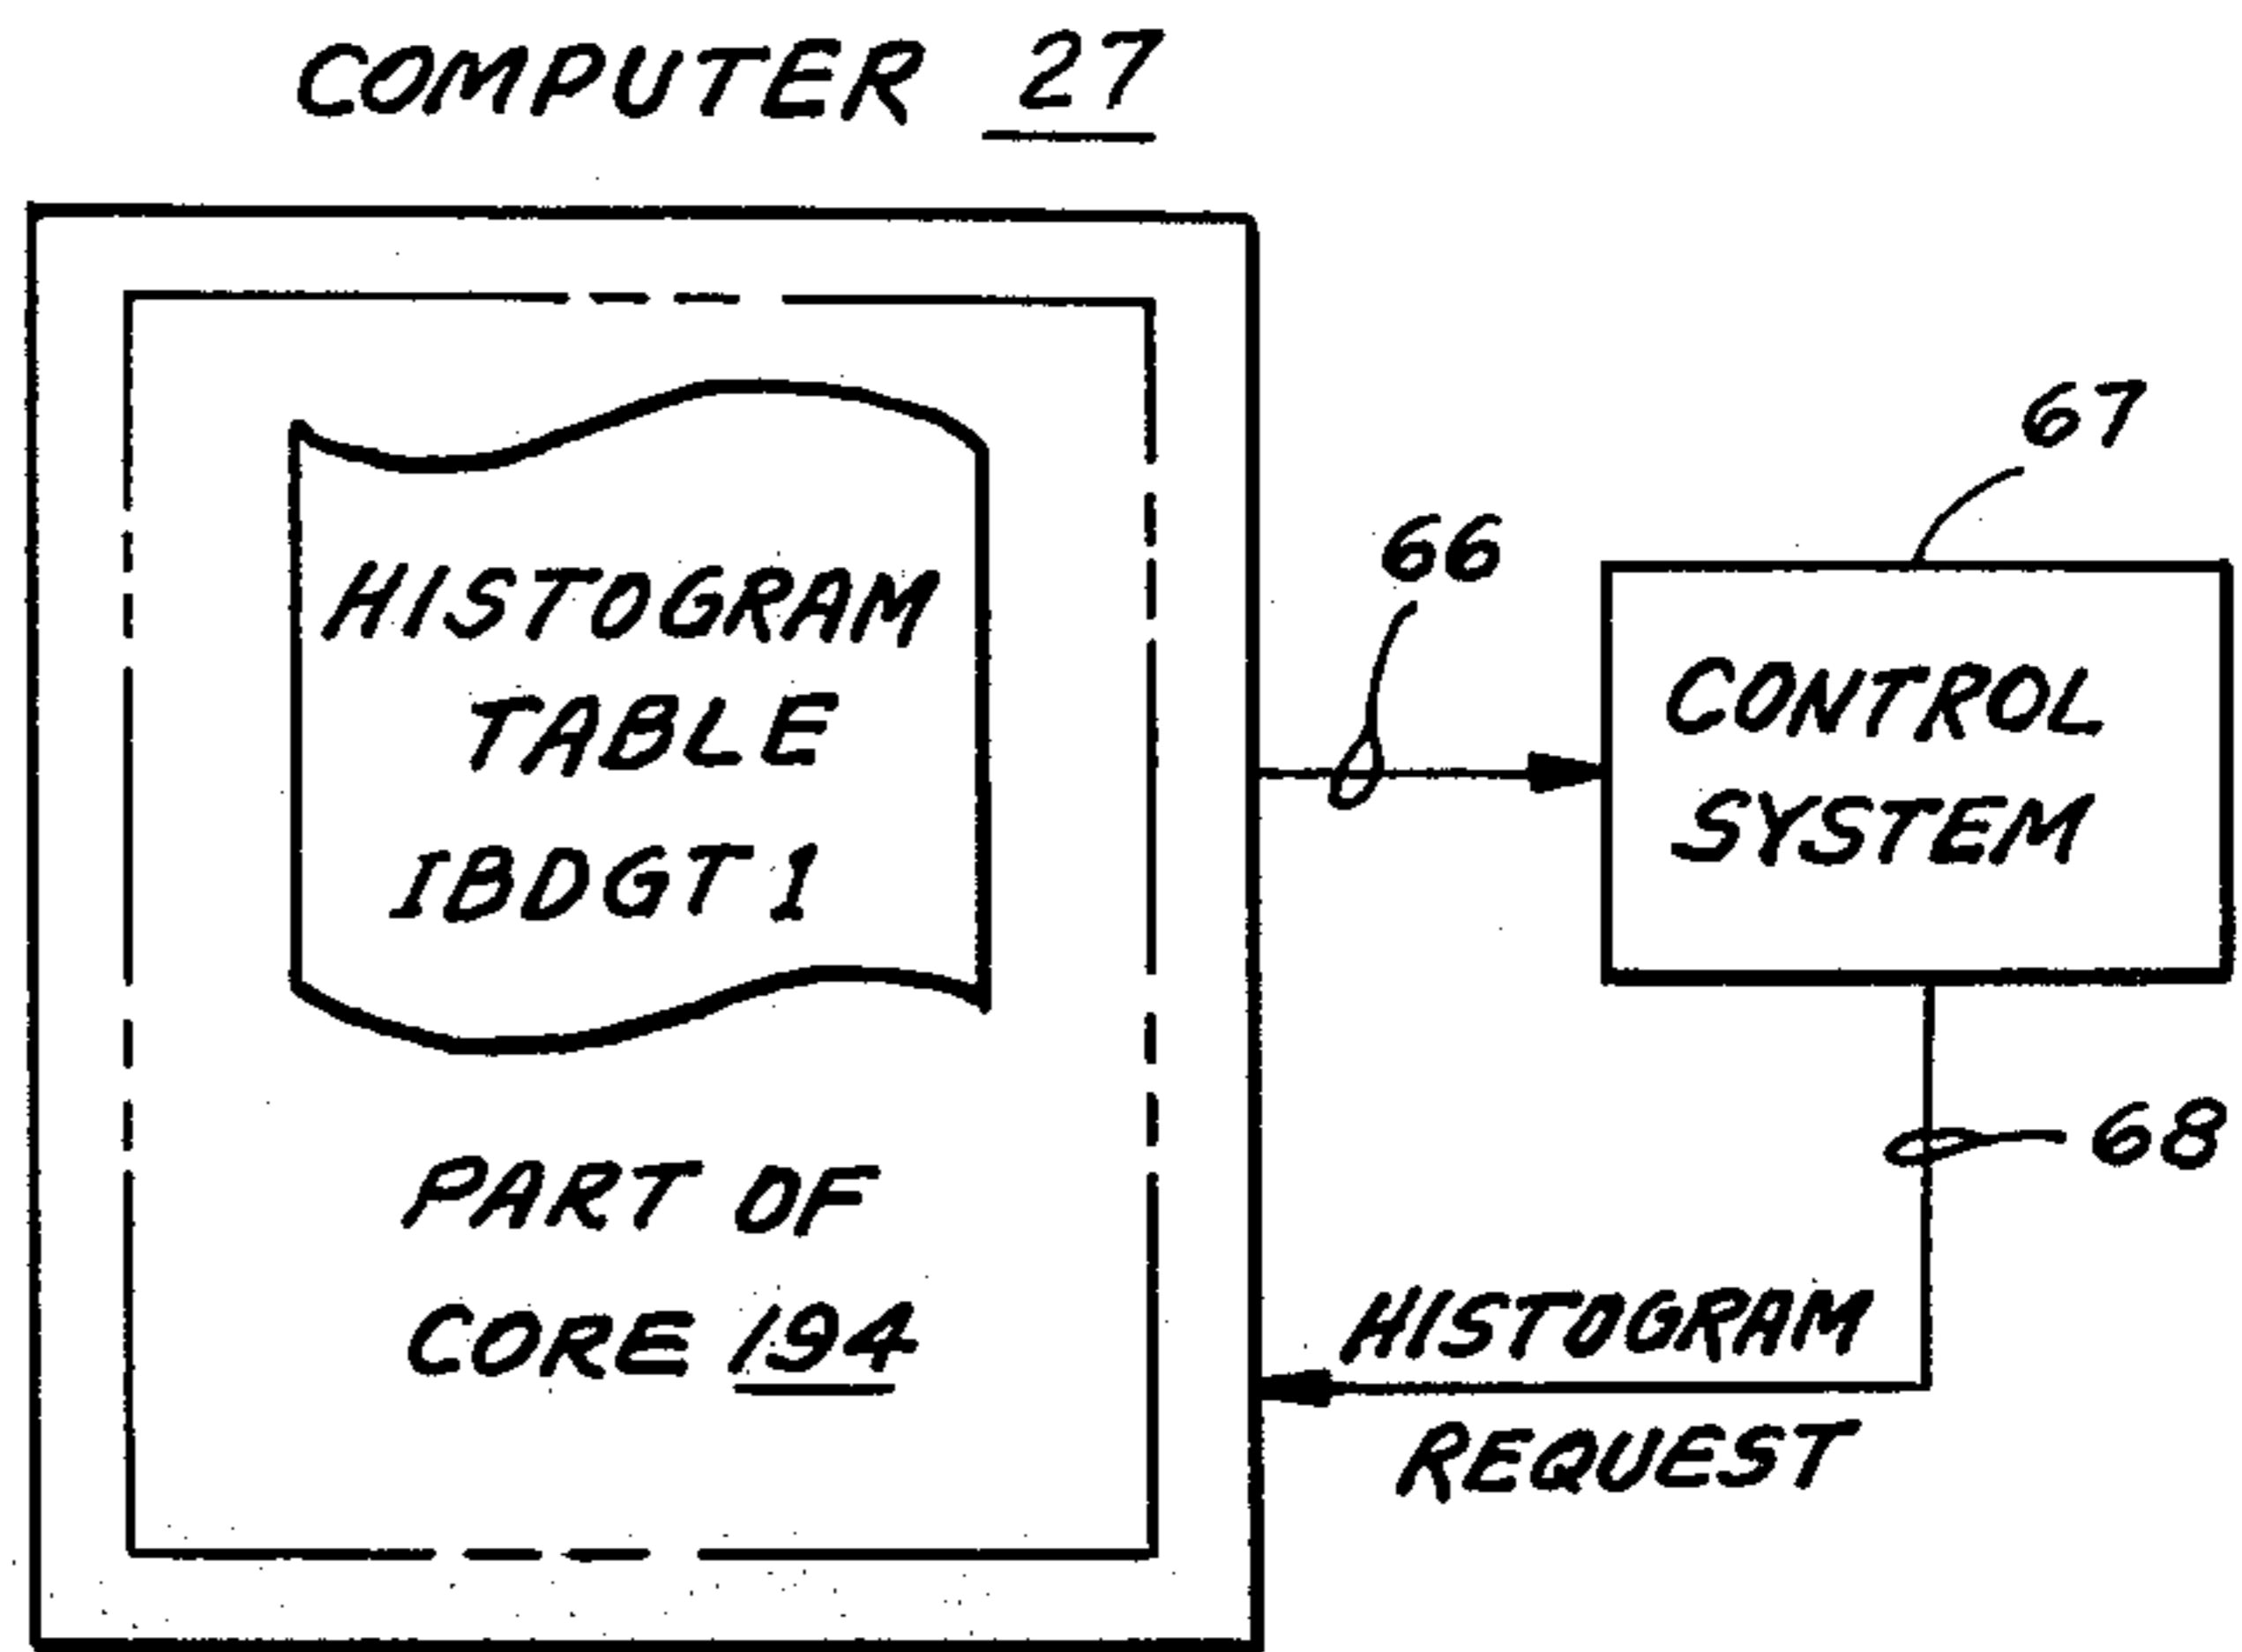 COMPUTER 27
HISTOGRAM
TABLE
IBDGT1
PART OF
CORE 194
66
67
CONTROL
SYSTEM
68
HISTOGRAM
REQUEST